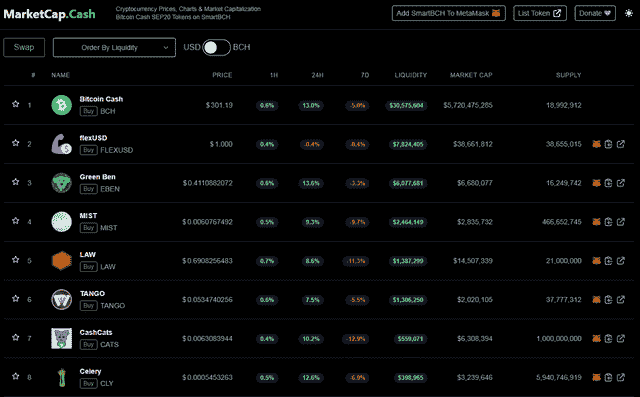 MarketCap.Cash
Cryptocurrency Prices, Charts & Market Capitalization
Bitcoin Cash SEP20 Tokens on SmartBCH
Add SmartBCH To MetaMask
List Token
Donate
Swap
Order By Liquidity
USD
BCH
# NAME PRICE 1H 24H 7D LIQUIDITY MARKET CAP SUPPLY
1 Bitcoin Cash Buy BCH $301.19 0.6% 13.0% -5.0% $30,575,604 $5,720,475,285 18,992,912
2 flexUSD Buy FLEXUSD $1.000 0.4% -0.4% -0.4% $7,824,405 $38,661,812 38,655,015
3 Green Ben Buy EBEN $0.4110882072 0.6% 13.6% -3.3% $6,077,681 $6,680,077 16,249,742
4 MIST Buy MIST $0.0060767492 0.5% 9.3% -9.7% $2,464,149 $2,835,732 466,652,745
5 LAW Buy LAW $0.6908256483 0.7% 8.6% -11.3% $1,387,299 $14,507,339 21,000,000
6 TANGO Buy TANGO $0.0534740256 0.6% 7.5% -5.5% $1,306,250 $2,020,105 37,777,312
7 CashCats Buy CATS $0.0063083944 0.4% 10.2% -12.9% $559,071 $6,308,394 1,000,000,000
8 Celery Buy CLY $0.0005453263 0.5% 12.6% -6.9% $398,965 $3,239,646 5,940,746,919